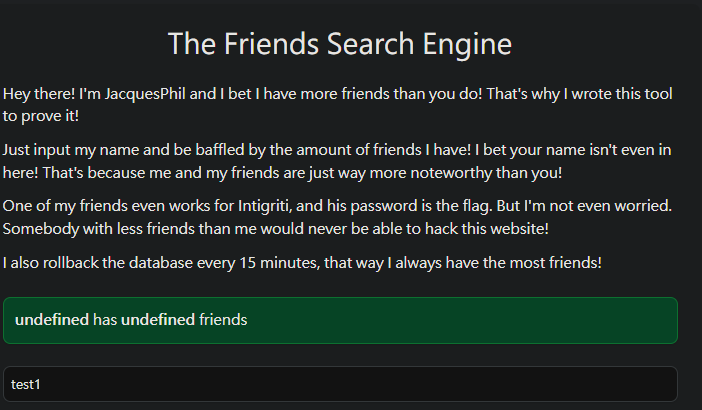 The Friends Search Engine
Hey there! I'm JacquesPhil and I bet I have more friends than you do! That's why I wrote this tool
to prove it!
Just input my name and be baffled by the amount of friends I have! I bet your name isn't even in
here! That's because me and my friends are just way more noteworthy than you!
One of my friends even works for Intigriti, and his password is the flag. But I'm not even worried.
Somebody with less friends than me would never be able to hack this website!
I also rollback the database every 15 minutes, that way I always have the most friends!
undefined has undefined friends
test1